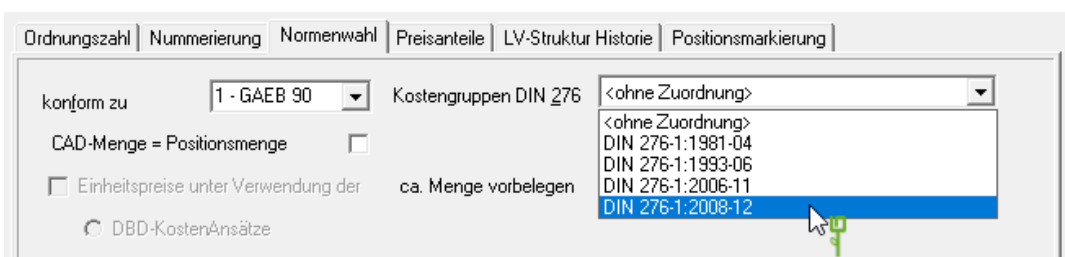 Ordnungszahl Nummerierung Normenwahl Preisanteile LV-Struktur Historie Positionsmarkierung
konform zu 1 - GAEB 90 Kostengruppen DIN 276 <ohne Zuordnung>
<ohne Zuordnung>
CAD-Menge = Positionsmenge DIN 276-1:1981-04
DIN 276-1:1993-06
Einheitspreise unter Verwendung der ca. Menge vorbelegen DIN 276-1:2006-11
DIN 276-1:2008-12
DBD-KostenAnsätze